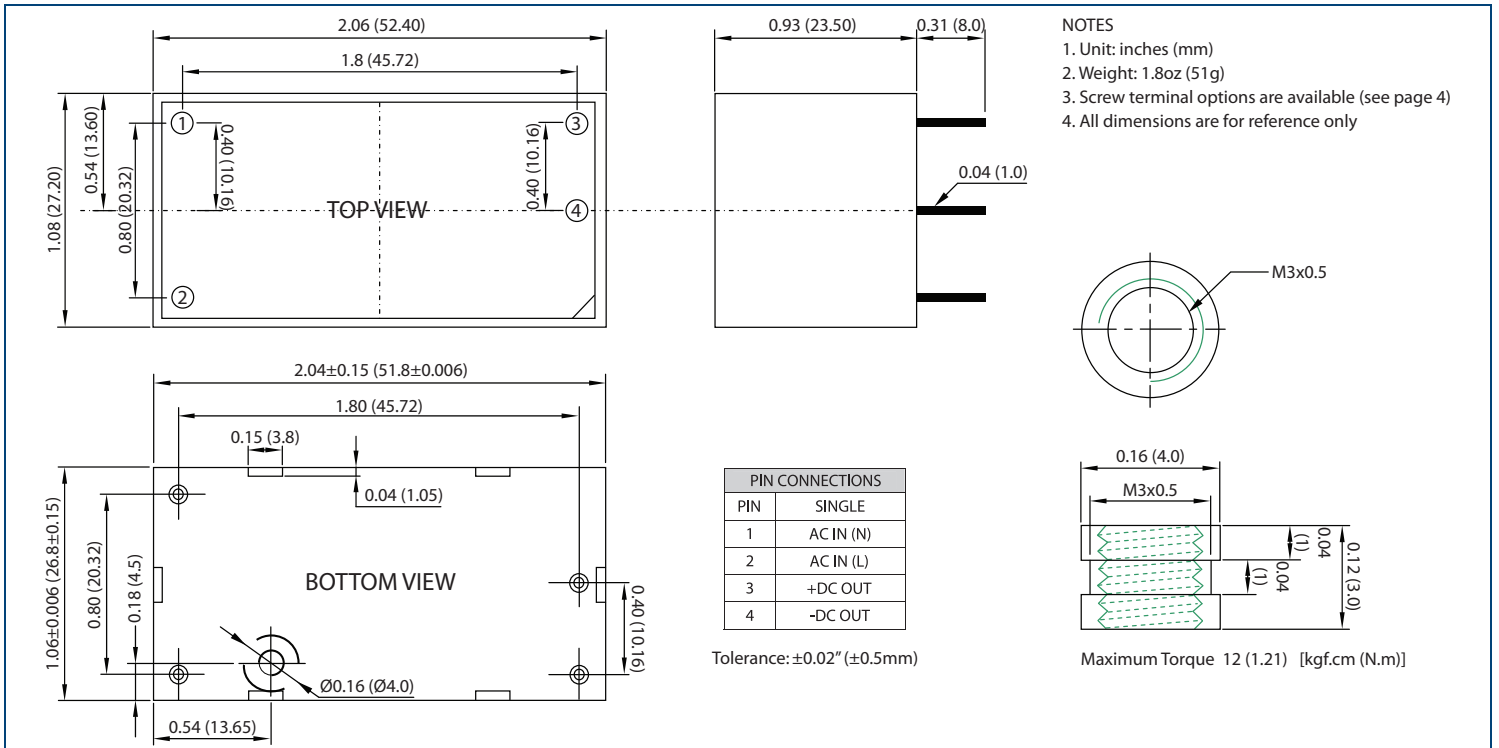 2.06 (52.40)
1.8 (45.72)
0.54 (13.60)
1.08 (27.20)
0.80 (20.32)
0.40 (10.16)
0.40 (10.16)
1
2
3
4
TOP VIEW
0.93 (23.50)
0.31 (8.0)
0.04 (1.0)
NOTES
1. Unit: inches (mm)
2. Weight: 1.8oz (51g)
3. Screw terminal options are available (see page 4)
4. All dimensions are for reference only
M3x0.5
2.04±0.15 (51.8±0.006)
1.80 (45.72)
0.15 (3.8)
0.04 (1.05)
1.06±0.006 (26.8±0.15)
0.80 (20.32)
0.18 (4.5)
BOTTOM VIEW
0.40 (10.16)
Ø0.16 (Ø4.0)
0.54 (13.65)
PIN CONNECTIONS
PIN SINGLE
1 AC IN (N)
2 AC IN (L)
3 +DC OUT
4 -DC OUT
Tolerance: ±0.02” (±0.5mm)
0.16 (4.0)
M3x0.5
0.04
(1)
0.04
(1)
0.12 (3.0)
Maximum Torque 12 (1.21) [kgf.cm (N.m)]